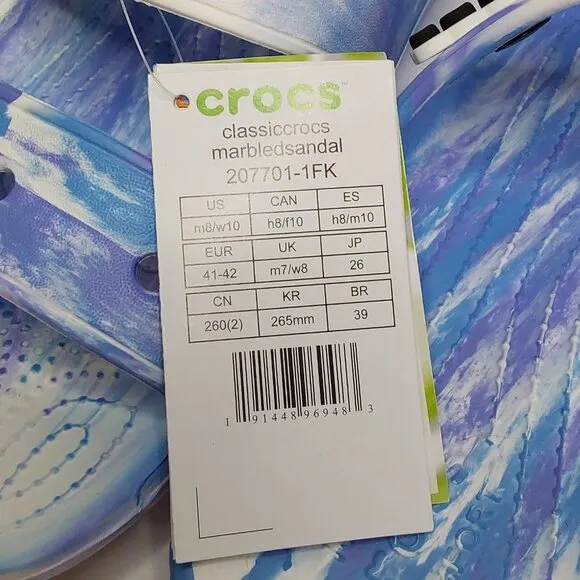 crocs™
classiccrocs
marbledsandal
207701-1FK
US CAN ES
m8/w10 h8/f10 h8/m10
EUR UK JP
41-42 m7/w8 26
CN KR BR
260(2) 265mm 39
1 91448 96948 3